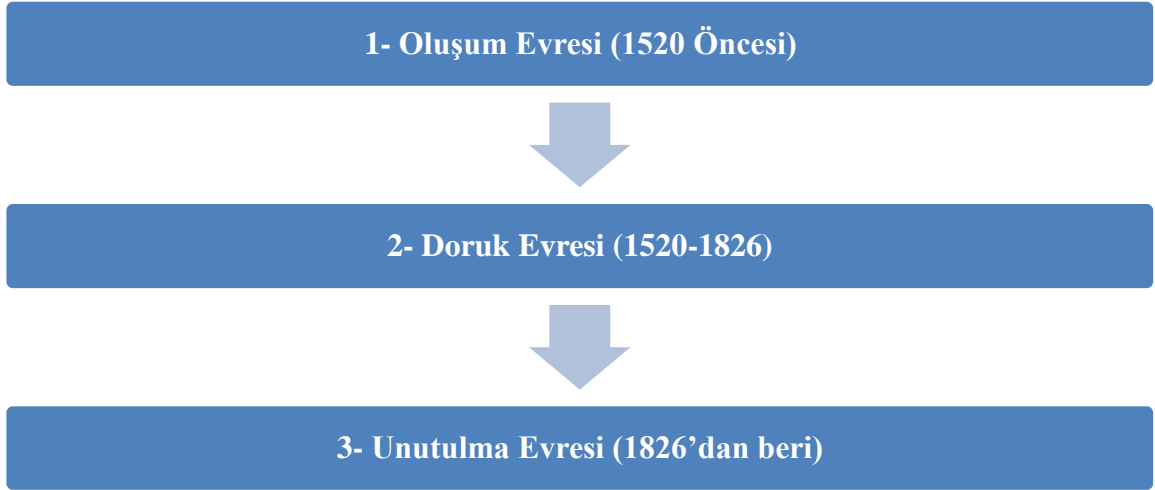 1- Oluşum Evresi (1520 Öncesi)
2- Doruk Evresi (1520-1826)
3- Unutulma Evresi (1826’dan beri)